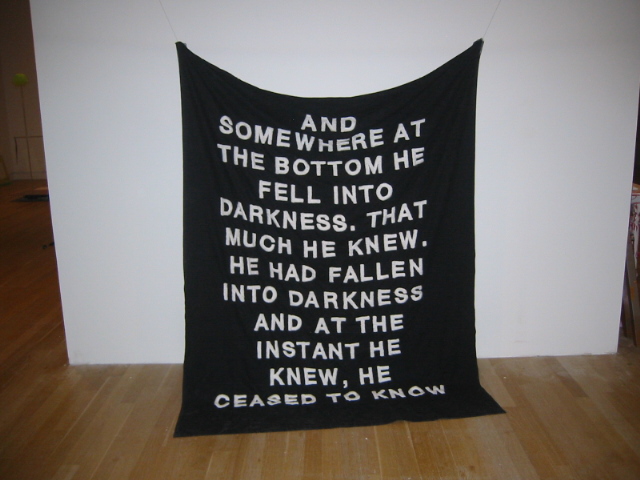 AND
SOMEWHERE AT
THE BOTTOM HE
FELL INTO
DARKNESS. THAT
MUCH HE KNEW.
HE HAD FALLEN
INTO DARKNESS
AND AT THE
INSTANT HE
KNEW, HE
CEASED TO KNOW